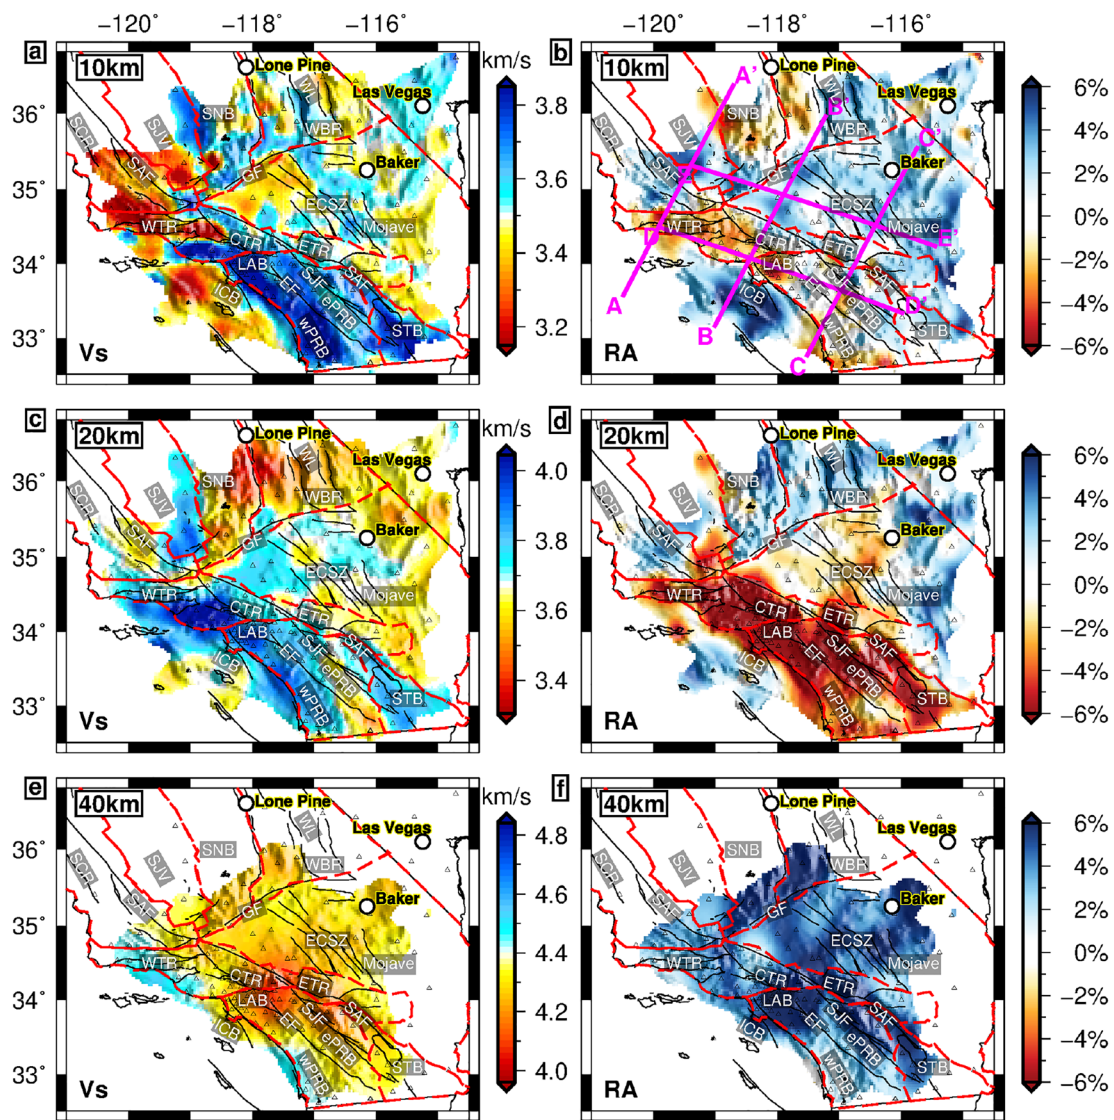 −120° −118° −116° −120° −118° −116°
a 10km Lone Pine Las Vegas Baker SCR SJV SAF SNB WL WBR GF ECSZ Mojave WTR CTR ETR LAB SJF SAF EF ePRB wPRB ICB STB Vs
36° 35° 34° 33°
km/s 3.8 3.6 3.4 3.2
b 10km Lone Pine Las Vegas Baker SCR SJV SAF SNB WL WBR GF ECSZ Mojave WTR CTR ETR LAB SJF SAF EF ePRB wPRB ICB STB RA
A' B' C' E' D D' A B C
6% 4% 2% 0% −2% −4% −6%
c 20km Lone Pine Las Vegas Baker SCR SJV SAF SNB WL WBR GF ECSZ Mojave WTR CTR ETR LAB SJF SAF EF ePRB wPRB ICB STB Vs
36° 35° 34° 33°
km/s 4.0 3.8 3.6 3.4
d 20km Lone Pine Las Vegas Baker SCR SJV SAF SNB WL WBR GF ECSZ Mojave WTR CTR ETR LAB SJF SAF EF ePRB wPRB ICB STB RA
6% 4% 2% 0% −2% −4% −6%
e 40km Lone Pine Las Vegas Baker SCR SJV SAF SNB WL WBR GF ECSZ Mojave WTR CTR ETR LAB SJF SAF EF ePRB wPRB ICB STB Vs
36° 35° 34° 33°
km/s 4.8 4.6 4.4 4.2 4.0
f 40km Lone Pine Las Vegas Baker SCR SJV SAF SNB WL WBR GF ECSZ Mojave WTR CTR ETR LAB SJF SAF EF ePRB wPRB ICB STB RA
6% 4% 2% 0% −2% −4% −6%